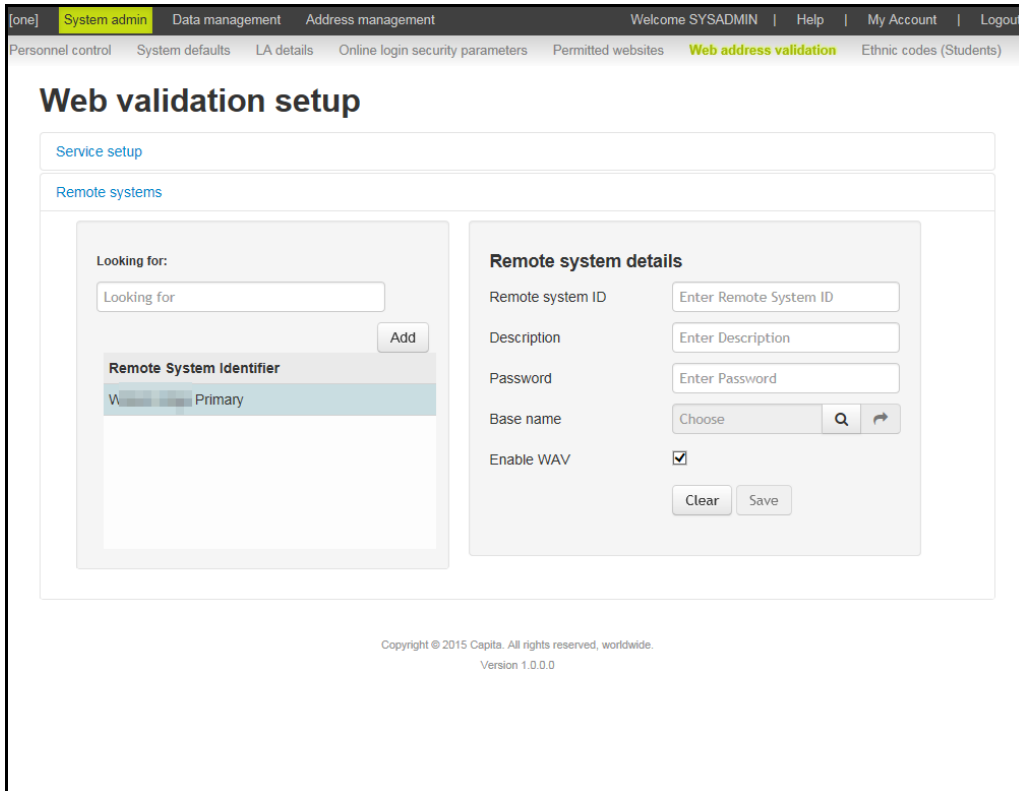 [one] System admin Data management Address management Welcome SYSADMIN | Help | My Account | Logout
Personnel control System defaults LA details Online login security parameters Permitted websites Web address validation Ethnic codes (Students)
Web validation setup
Service setup
Remote systems
Looking for:
Looking for
Add
Remote System Identifier
Primary
Remote system details
Remote system ID Enter Remote System ID
Description Enter Description
Password Enter Password
Base name Choose
Enable WAV
Clear Save
Copyright © 2015 Capita. All rights reserved, worldwide.
Version 1.0.0.0